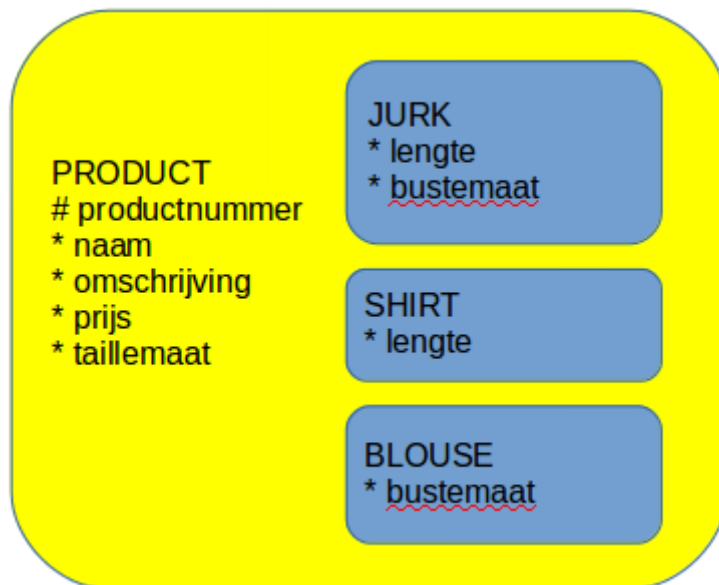 PRODUCT
# productnummer
* naam
* omschrijving
* prijs
* taillemaat
JURK
* lengte
* bustemaat
SHIRT
* lengte
BLOUSE
* bustemaat